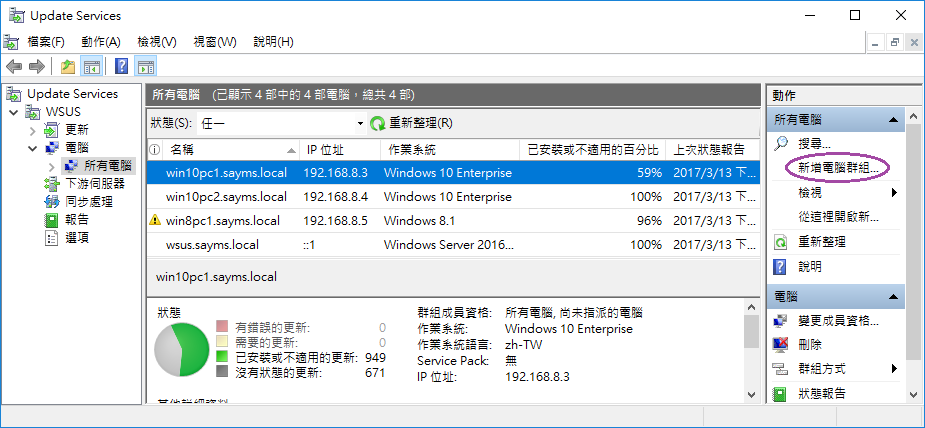 Update Services
檔案(F) 動作(A) 檢視(V) 視窗(W) 說明(H)
Update Services
WSUS
更新
電腦
所有電腦
下游伺服器
同步處理
報告
選項
所有電腦 (已顯示 4 部中的 4 部電腦，總共 4 部)
狀態(S): 任一 重新整理(R)
名稱 IP 位址 作業系統 已安裝或不適用的百分比 上次狀態報告
win10pc1.sayms.local 192.168.8.3 Windows 10 Enterprise 59% 2017/3/13 下...
win10pc2.sayms.local 192.168.8.4 Windows 10 Enterprise 100% 2017/3/13 下...
win8pc1.sayms.local 192.168.8.5 Windows 8.1 96% 2017/3/13 下...
wsus.sayms.local ::1 Windows Server 2016... 100% 2017/3/13 下...
win10pc1.sayms.local
狀態
有錯誤的更新: 0
需要的更新: 0
已安裝或不適用的更新: 949
沒有狀態的更新: 671
群組成員資格: 所有電腦, 尚未指派的電腦
作業系統: Windows 10 Enterprise
作業系統語言: zh-TW
Service Pack: 無
IP 位址: 192.168.8.3
其他詳細資料
動作
所有電腦
搜尋...
新增電腦群組...
檢視
從這裡開啟新...
重新整理
說明
電腦
變更成員資格...
刪除
群組方式
狀態報告